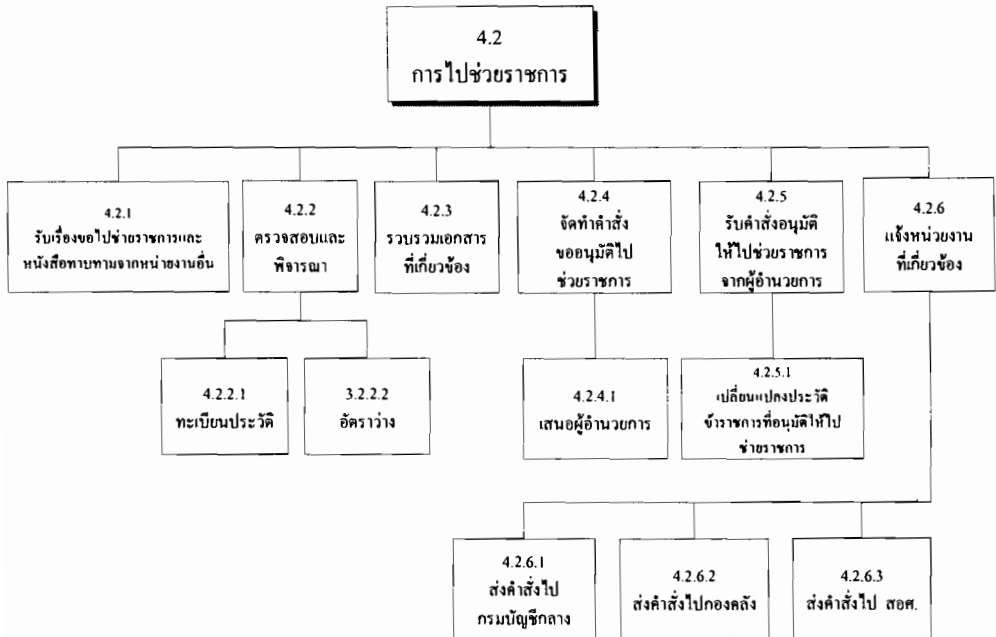 4.2
การไปช่วยราชการ
4.2.1
รับเรื่องขอไปช่วยราชการและ
หนังสือทาบทามจากหน่วยงานอื่น
4.2.2
ตรวจสอบและ
พิจารณา
4.2.3
รวบรวมเอกสาร
ที่เกี่ยวข้อง
4.2.4
จัดทำคำสั่ง
ขออนุมัติไป
ช่วยราชการ
4.2.5
รับคำสั่งอนุมัติ
ให้ไปช่วยราชการ
จากผู้อำนวยการ
4.2.6
แจ้งหน่วยงาน
ที่เกี่ยวข้อง
4.2.2.1
ทะเบียนประวัติ
3.2.2.2
อัตราว่าง
4.2.4.1
เสนอผู้อำนวยการ
4.2.5.1
เปลี่ยนแปลงประวัติ
ข้าราชการที่อนุมัติให้ไป
ช่วยราชการ
4.2.6.1
ส่งคำสั่งไป
กรมบัญชีกลาง
4.2.6.2
ส่งคำสั่งไปกองคลัง
4.2.6.3
ส่งคำสั่งไป สอศ.